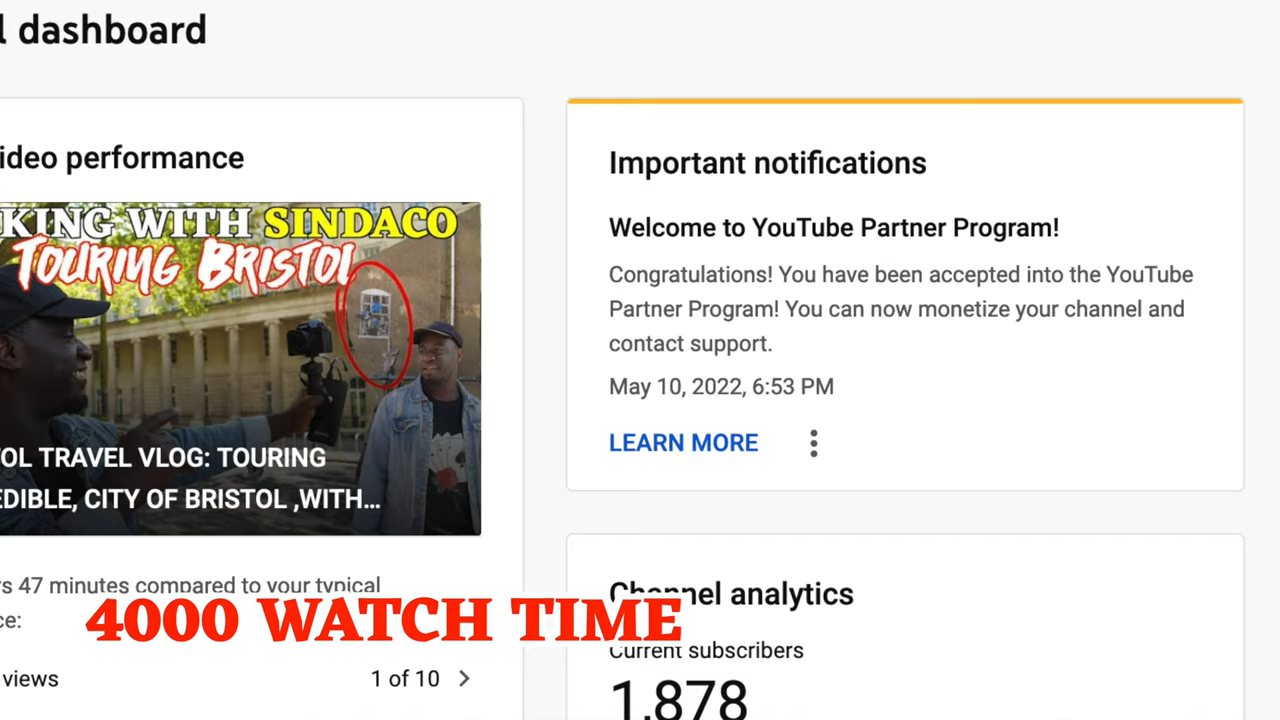 l dashboard
ideo performance
KING WITH SINDACO
TOURING BRISTOL
OL TRAVEL VLOG: TOURING
EDIBLE, CITY OF BRISTOL ,WITH...
s 47 minutes compared to your typical
ce:
views
1 of 10
Important notifications
Welcome to YouTube Partner Program!
Congratulations! You have been accepted into the YouTube
Partner Program! You can now monetize your channel and
contact support.
May 10, 2022, 6:53 PM
LEARN MORE
Channel analytics
4000 WATCH TIME
Current subscribers
1,878